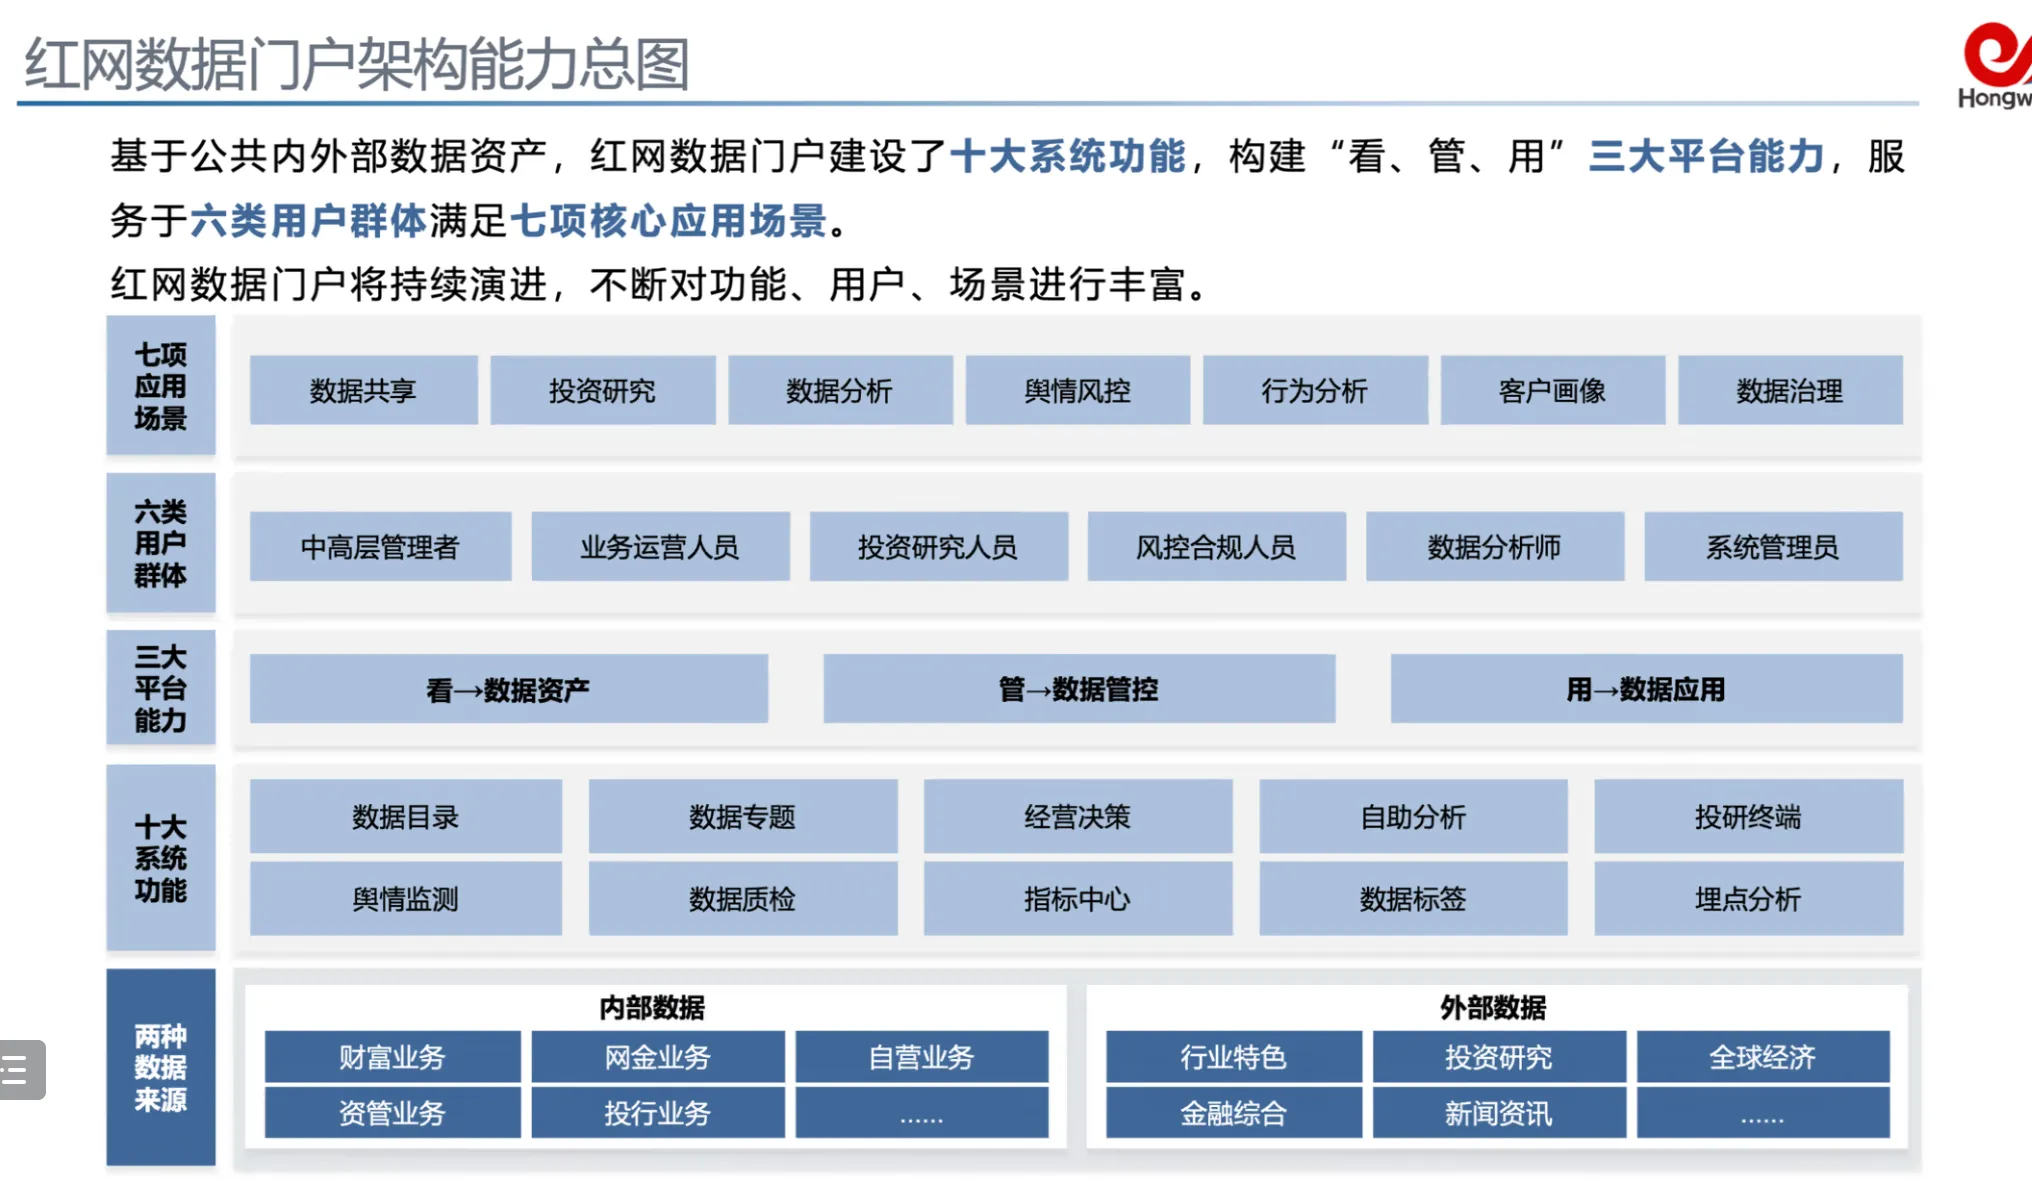 红网数据门户架构能力总图
Hongw
基于公共内外部数据资产，红网数据门户建设了十大系统功能，构建“看、管、用”三大平台能力，服
务于六类用户群体满足七项核心应用场景。
红网数据门户将持续演进，不断对功能、用户、场景进行丰富。
七项
应用
场景
数据共享
投资研究
数据分析
舆情风控
行为分析
客户画像
数据治理
六类
用户
群体
中高层管理者
业务运营人员
投资研究人员
风控合规人员
数据分析师
系统管理员
三大
平台
能力
看→数据资产
管→数据管控
用→数据应用
十大
系统
功能
数据目录
数据专题
经营决策
自助分析
投研终端
舆情监测
数据质检
指标中心
数据标签
埋点分析
两种
数据
来源
内部数据
财富业务
网金业务
自营业务
资管业务
投行业务
……
外部数据
行业特色
投资研究
全球经济
金融综合
新闻资讯
……